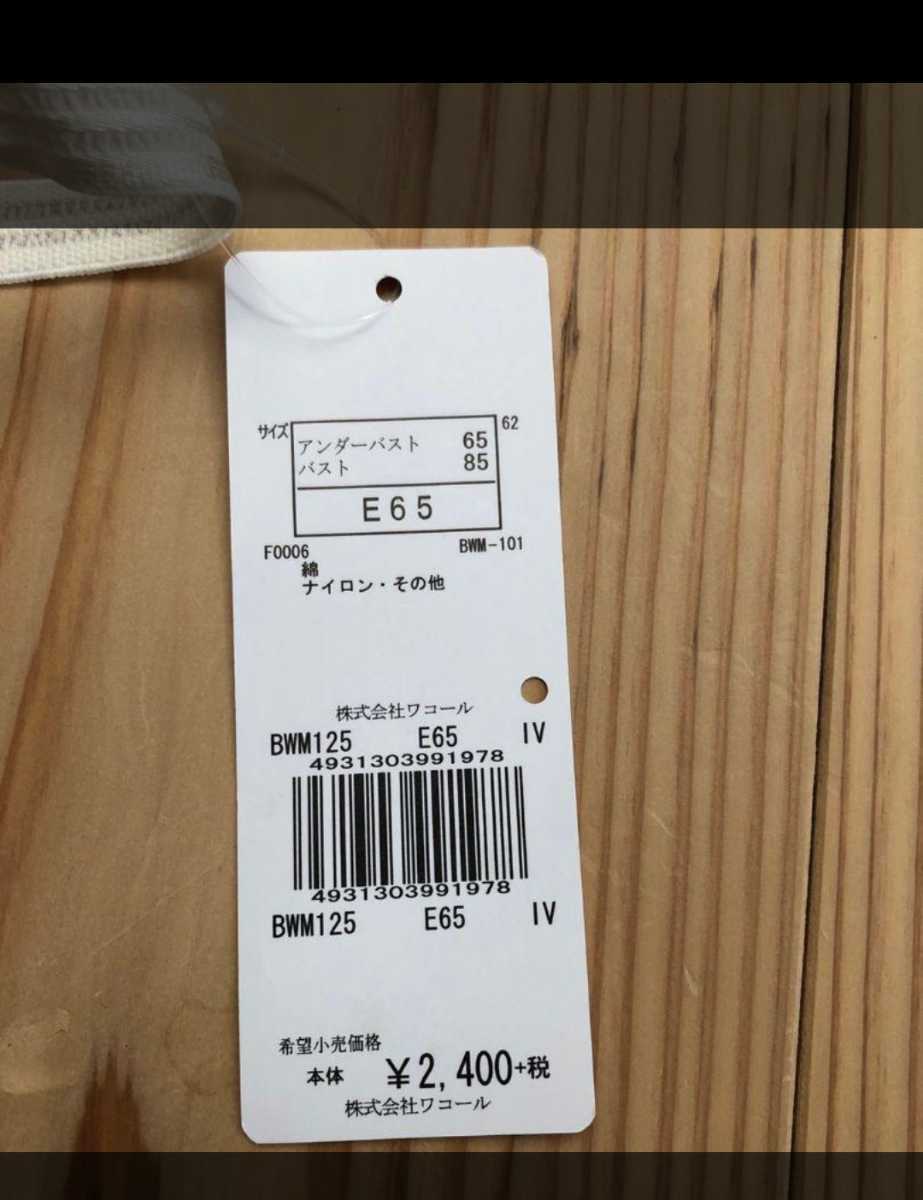 サイズ
62
アンダーバスト 65
バスト 85
E65
F0006 BWM-101
綿
ナイロン・その他
株式会社ワコール
BWM125 E65 IV
4931303991978
4931303991978
BWM125 E65 IV
希望小売価格
本体 ¥2,400+税
株式会社ワコール